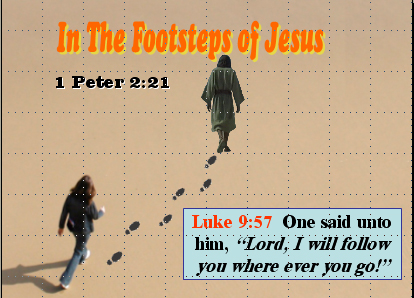 In The Footsteps of Jesus
1 Peter 2:21
Luke 9:57 One said unto
him, “Lord, I will follow
you where ever you go!”